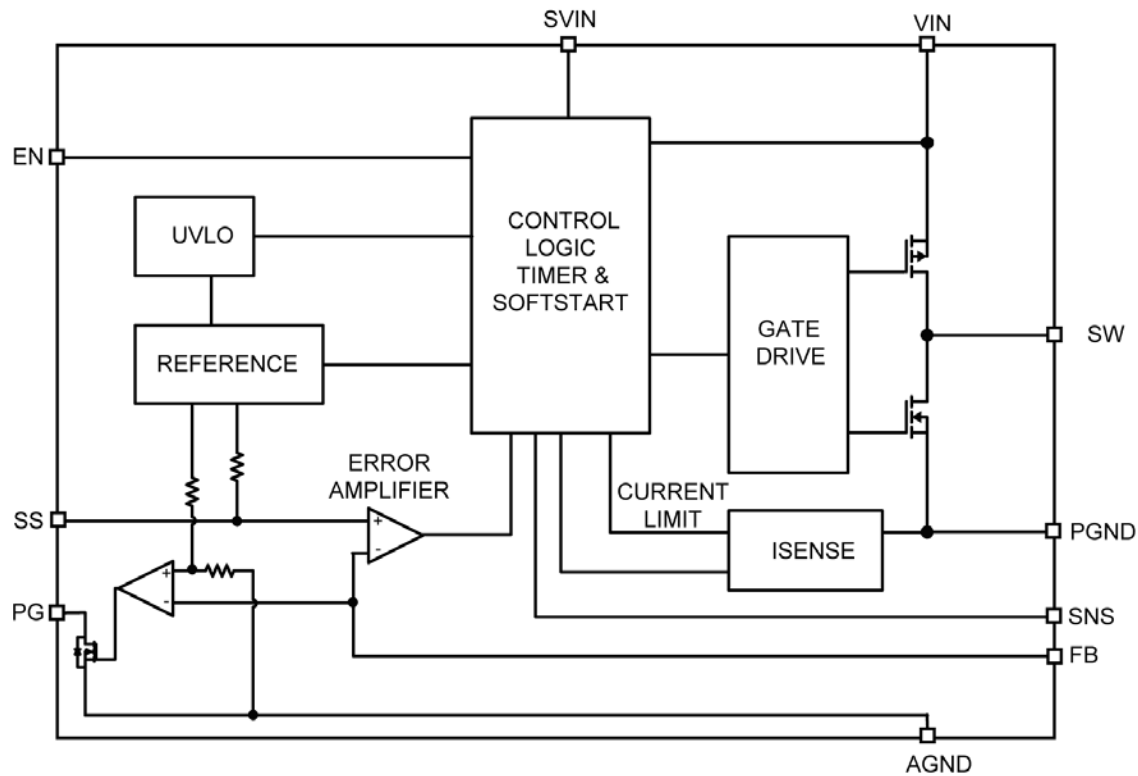 SVIN
VIN
EN
UVLO
CONTROL
LOGIC
TIMER &
SOFTSTART
REFERENCE
GATE
DRIVE
SW
ERROR
AMPLIFIER
CURRENT
LIMIT
SS
+
-
ISENSE
PGND
PG
+
-
SNS
FB
AGND